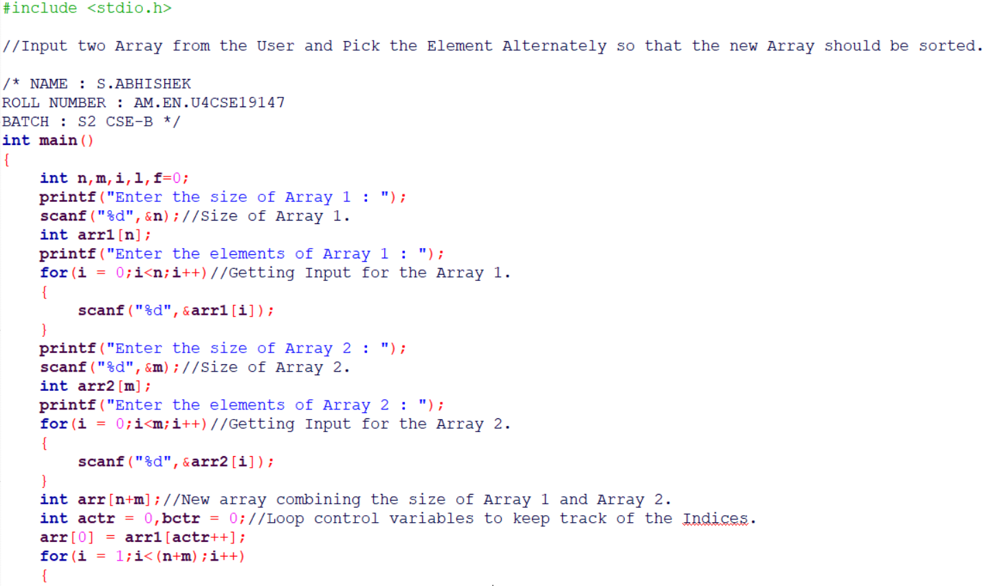 #include <stdio.h>
//Input two Array from the User and Pick the Element Alternately so that the new Array should be sorted.
/* NAME : S.ABHISHEK
ROLL NUMBER : AM.EN.U4CSE19147
BATCH : S2 CSE-B */
int main()
{
    int n,m,i,l,f=0;
    printf("Enter the size of Array 1 : ");
    scanf("%d",&n);//Size of Array 1.
    int arr1[n];
    printf("Enter the elements of Array 1 : ");
    for(i = 0;i<n;i++)//Getting Input for the Array 1.
    {
        scanf("%d",&arr1[i]);
    }
    printf("Enter the size of Array 2 : ");
    scanf("%d",&m);//Size of Array 2.
    int arr2[m];
    printf("Enter the elements of Array 2 : ");
    for(i = 0;i<m;i++)//Getting Input for the Array 2.
    {
        scanf("%d",&arr2[i]);
    }
    int arr[n+m];//New array combining the size of Array 1 and Array 2.
    int actr = 0,bctr = 0;//Loop control variables to keep track of the Indices.
    arr[0] = arr1[actr++];
    for(i = 1;i<(n+m);i++)
    {